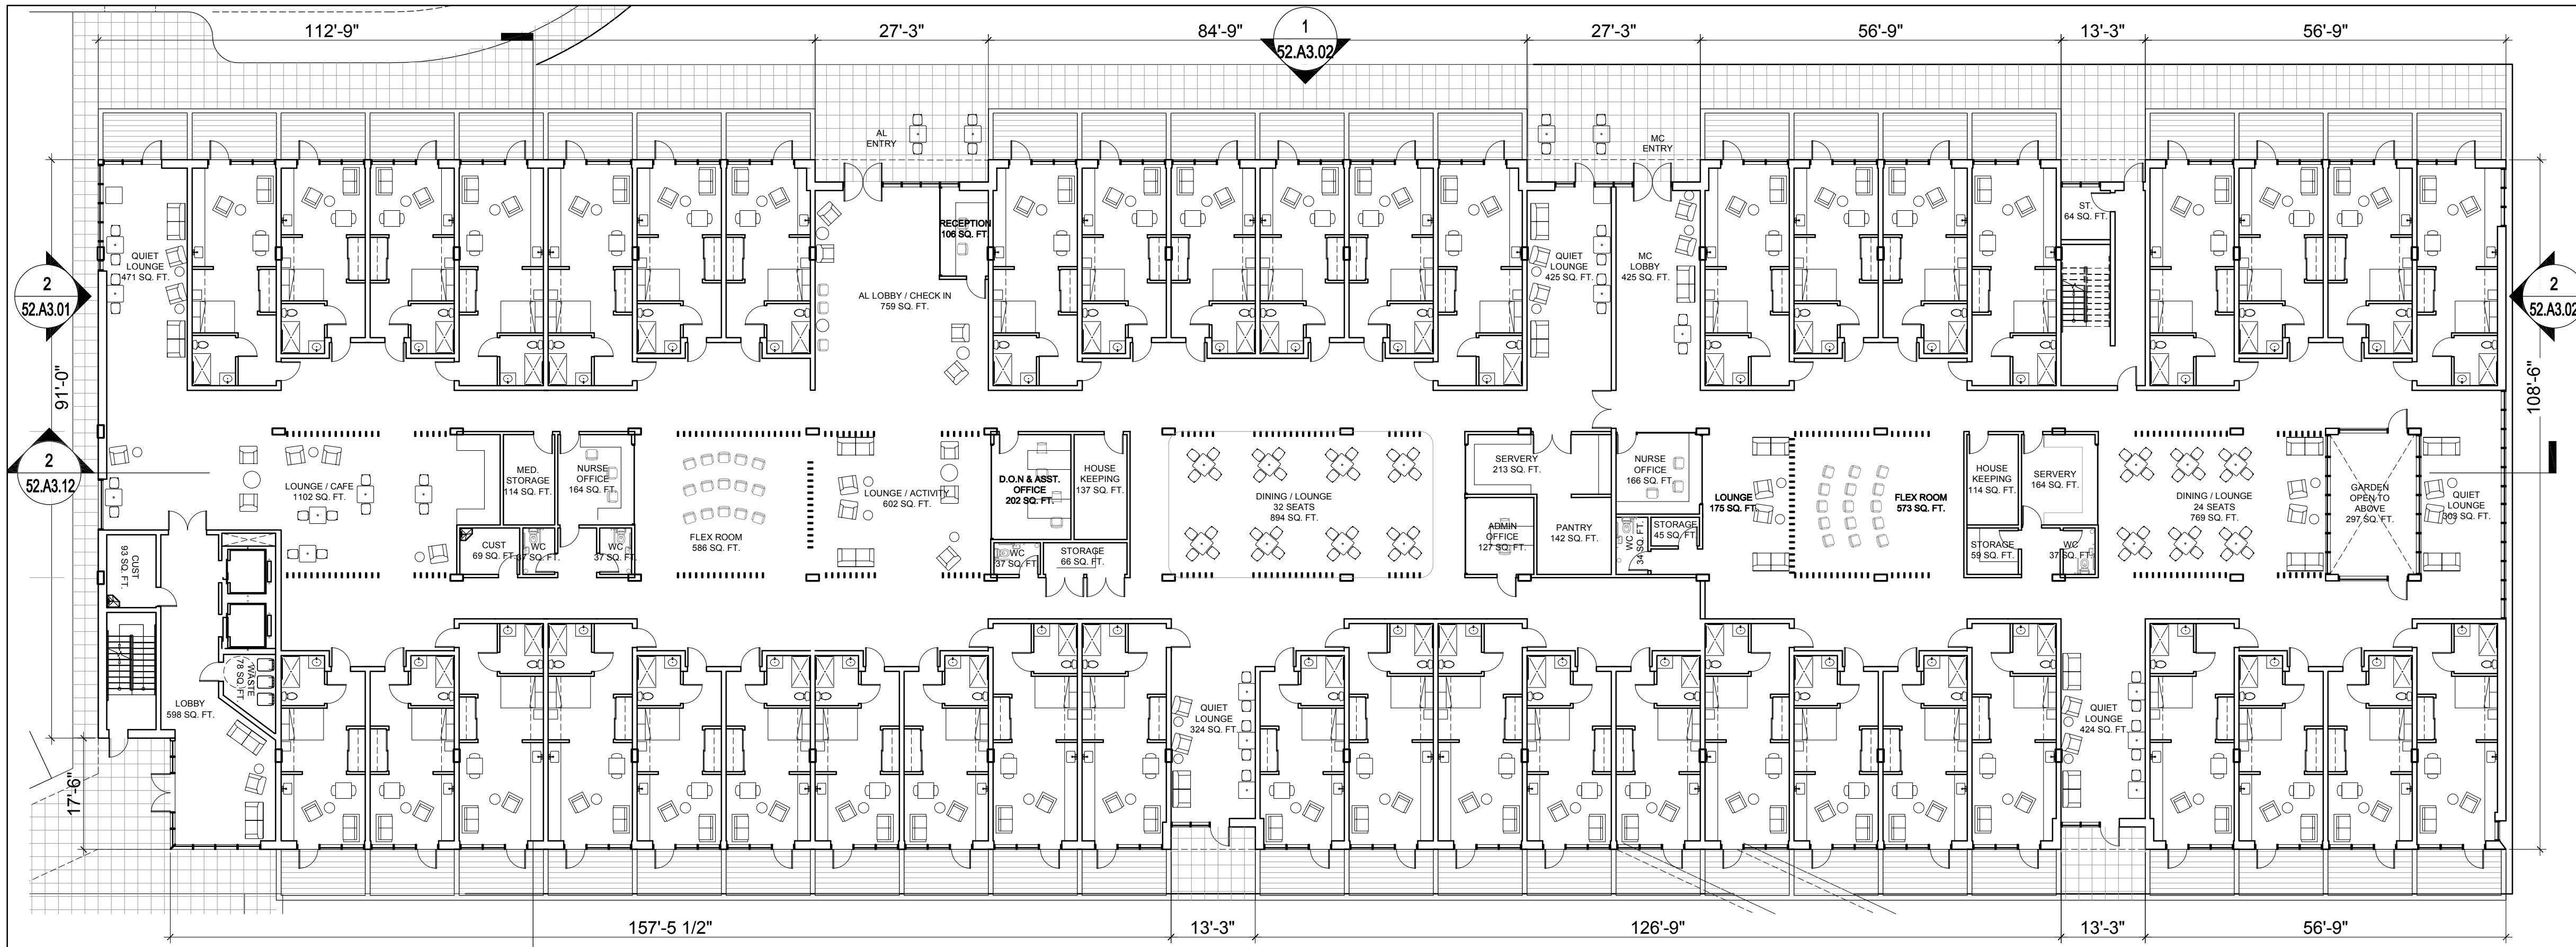 112'-9"
27'-3"
84'-9"
1
52.A3.02
27'-3"
56'-9"
13'-3"
56'-9"
AL
ENTRY
MC
ENTRY
ST.
64 SQ. FT.
RECEPTION
106 SQ. FT
QUIET
LOUNGE
471 SQ. FT.
AL LOBBY / CHECK IN
759 SQ. FT.
QUIET
LOUNGE
425 SQ. FT.
MC
LOBBY
425 SQ. FT.
2
52.A3.01
2
52.A3.02
91'-0"
108'-6"
2
52.A3.12
LOUNGE / CAFE
1102 SQ. FT.
MED.
STORAGE
114 SQ. FT.
NURSE
OFFICE
164 SQ. FT.
CUST
69 SQ. FT.
WC
37 SQ. FT.
WC
37 SQ. FT.
FLEX ROOM
586 SQ. FT.
LOUNGE / ACTIVITY
602 SQ. FT.
D.O.N & ASST.
OFFICE
202 SQ. FT.
HOUSE
KEEPING
137 SQ. FT.
WC
37 SQ. FT.
STORAGE
66 SQ. FT.
DINING / LOUNGE
32 SEATS
894 SQ. FT.
SERVERY
213 SQ. FT.
ADMIN
OFFICE
127 SQ. FT.
PANTRY
142 SQ. FT.
NURSE
OFFICE
166 SQ. FT.
WC
34 SQ. FT.
STORAGE
45 SQ. FT.
LOUNGE
175 SQ. FT.
FLEX ROOM
573 SQ. FT.
HOUSE
KEEPING
114 SQ. FT.
SERVERY
164 SQ. FT.
STORAGE
59 SQ. FT.
WC
37 SQ. FT.
DINING / LOUNGE
24 SEATS
769 SQ. FT.
GARDEN
OPEN TO
ABOVE
297 SQ. FT.
QUIET
LOUNGE
303 SQ. FT.
CUST
93 SQ. FT.
WASTE
78 SQ. FT.
LOBBY
598 SQ. FT.
QUIET
LOUNGE
324 SQ. FT.
QUIET
LOUNGE
424 SQ. FT.
17'-6"
157'-5 1/2"
13'-3"
126'-9"
13'-3"
56'-9"